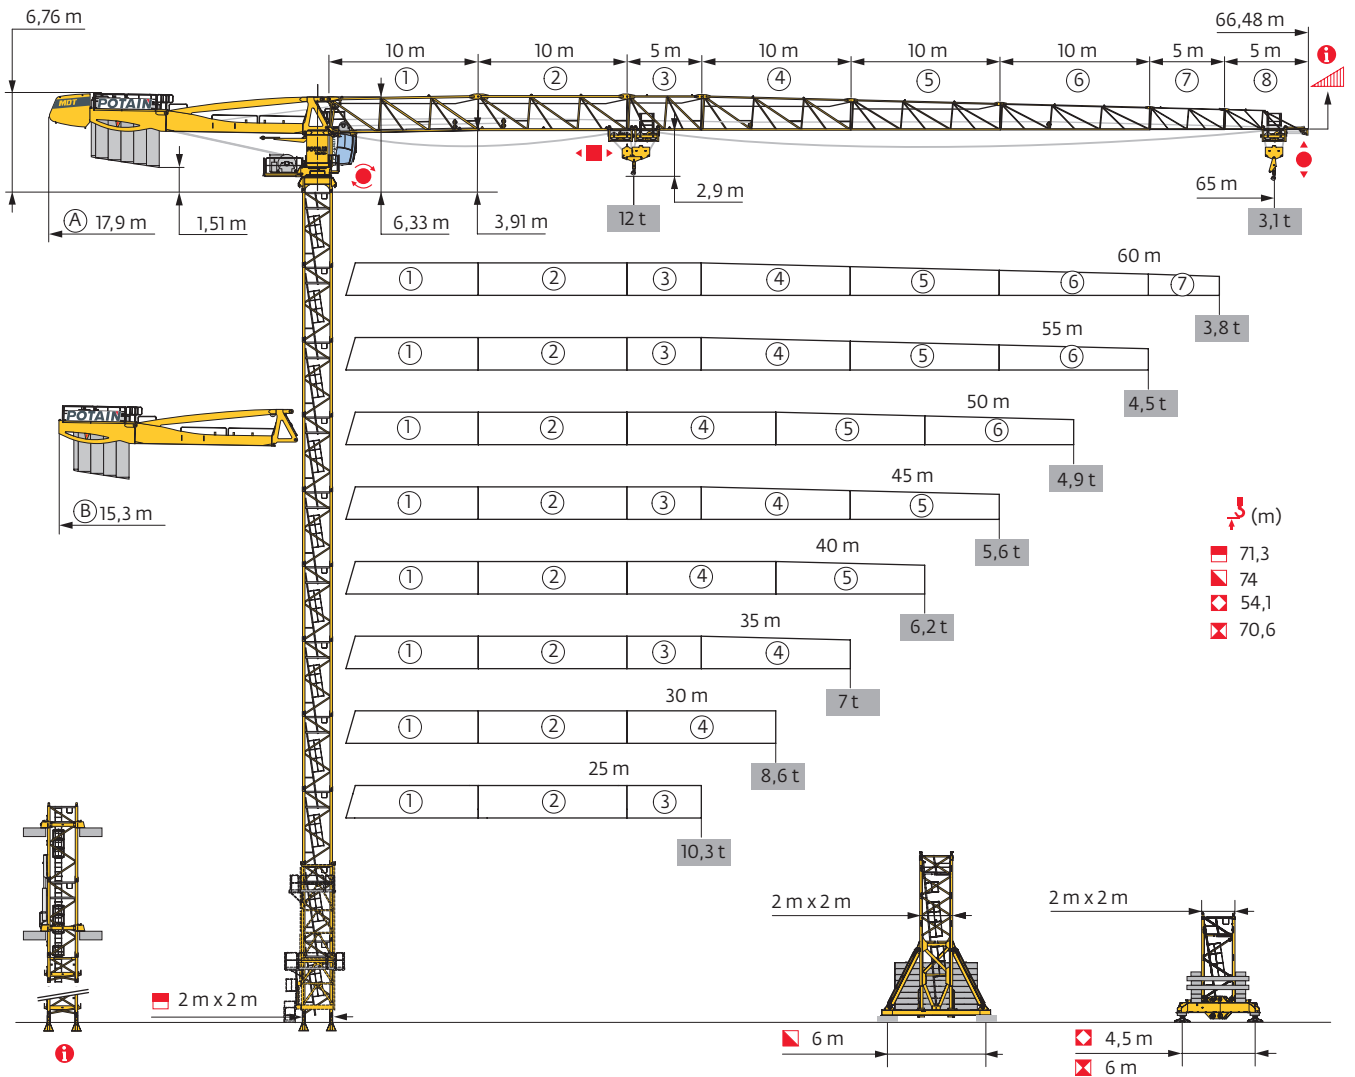 6,76 m
66,48 m
10 m 10 m 5 m 10 m 10 m 10 m 5 m 5 m
1 2 3 4 5 6 7 8
MDT POTAIN
POTAIN
2,9 m
65 m
A 17,9 m 1,51 m 6,33 m 3,91 m 12 t 3,1 t
60 m
1 2 3 4 5 6 7
3,8 t
55 m
1 2 3 4 5 6
4,5 t
POTAIN
50 m
1 2 4 5 6
4,9 t
B 15,3 m
45 m
1 2 3 4 5
5,6 t
(m)
71,3
74
54,1
70,6
40 m
1 2 4 5
6,2 t
35 m
1 2 3 4
7 t
30 m
1 2 4
8,6 t
25 m
1 2 3
10,3 t
2 m x 2 m
2 m x 2 m
2 m x 2 m
6 m
4,5 m
6 m
i
i